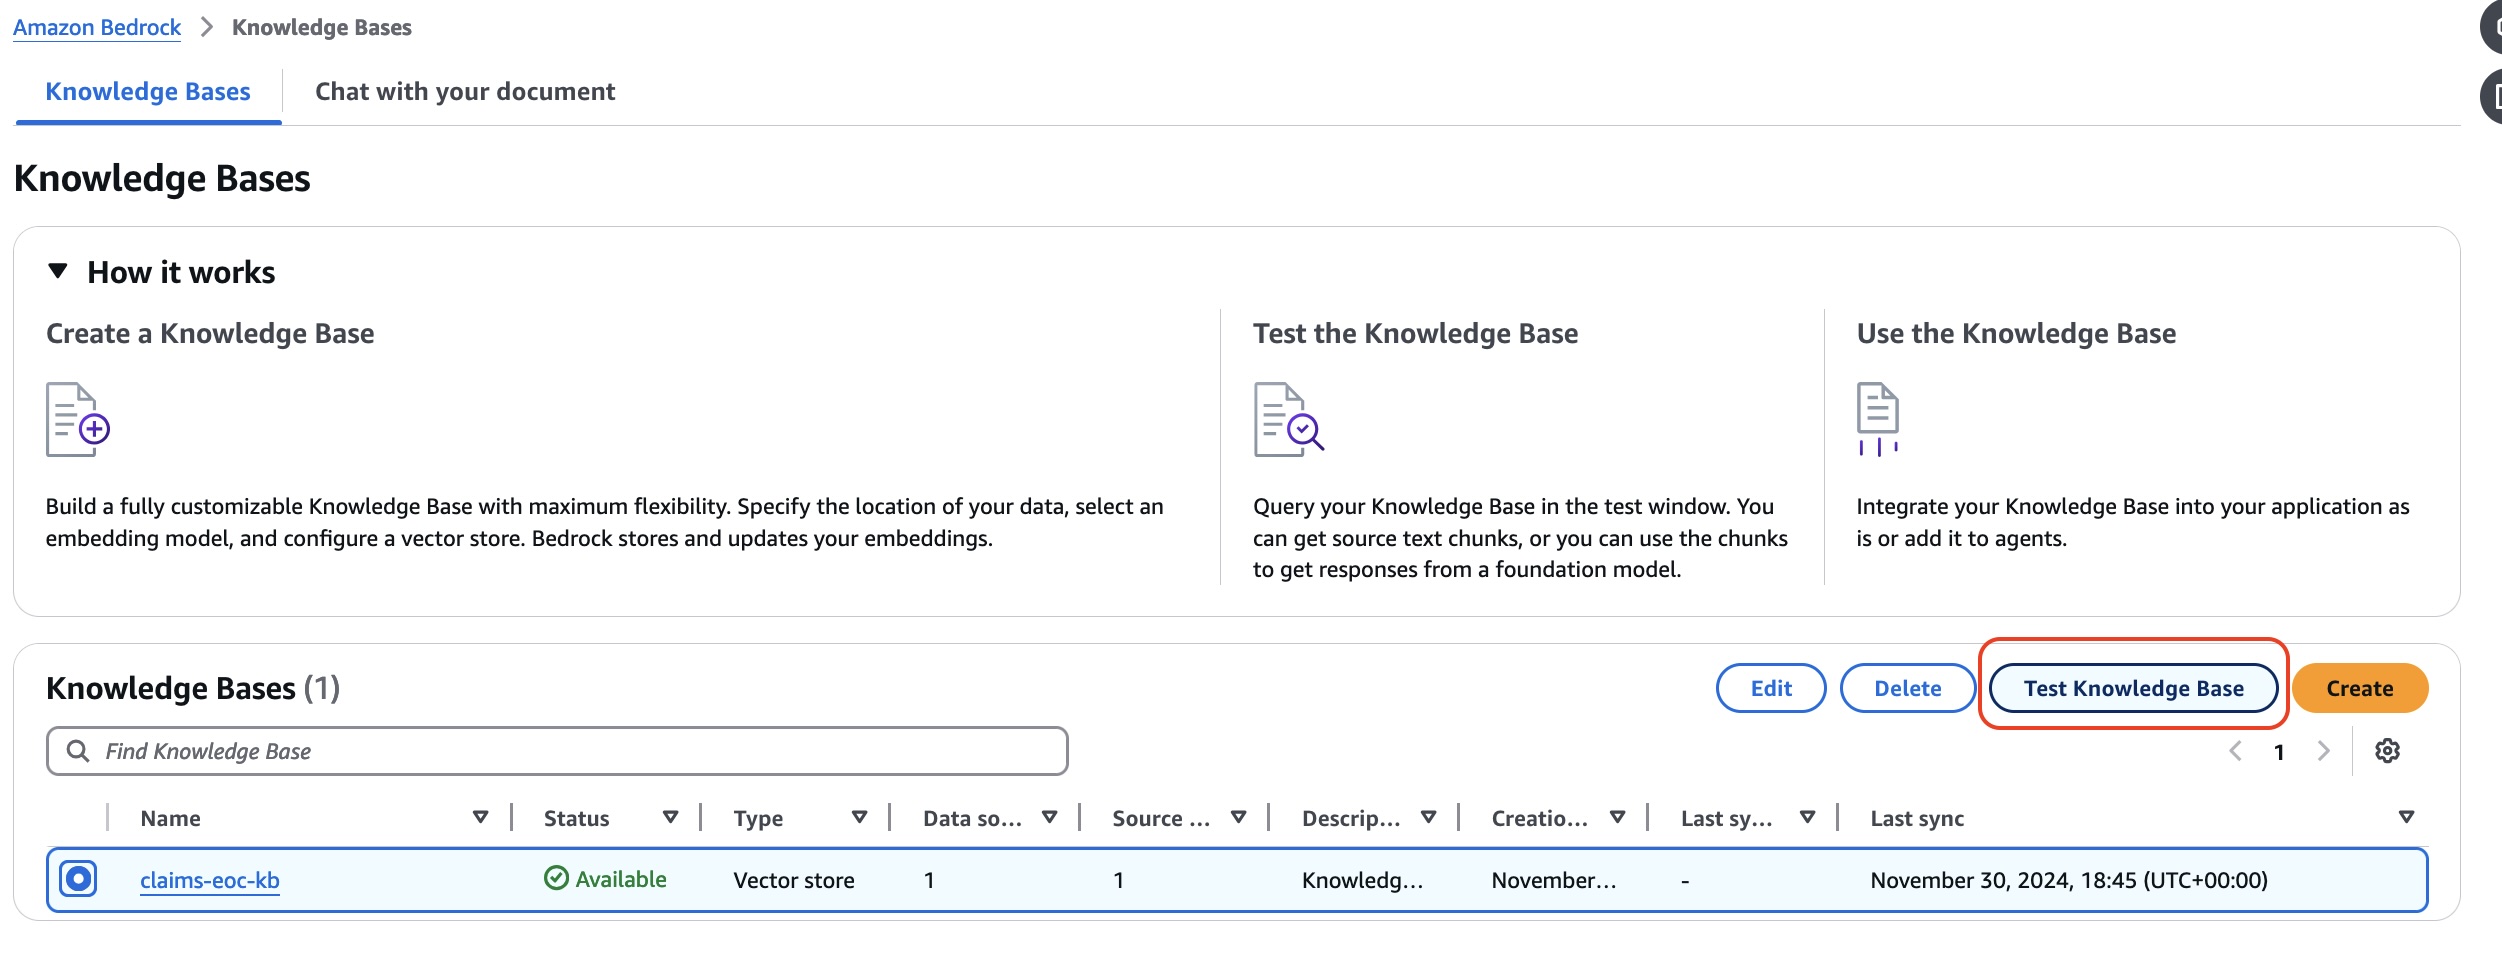 Amazon Bedrock > Knowledge Bases
Knowledge Bases
Chat with your document
Knowledge Bases
How it works
Create a Knowledge Base
Build a fully customizable Knowledge Base with maximum flexibility. Specify the location of your data, select an
embedding model, and configure a vector store. Bedrock stores and updates your embeddings.
Test the Knowledge Base
Query your Knowledge Base in the test window. You
can get source text chunks, or you can use the chunks
to get responses from a foundation model.
Use the Knowledge Base
Integrate your Knowledge Base into your application as
is or add it to agents.
Knowledge Bases (1)
Edit
Delete
Test Knowledge Base
Create
Find Knowledge Base
1
Name
Status
Type
Data so...
Source ...
Descrip...
Creatio...
Last sy...
Last sync
claims-eoc-kb
Available
Vector store
1
1
Knowledg...
November...
-
November 30, 2024, 18:45 (UTC+00:00)